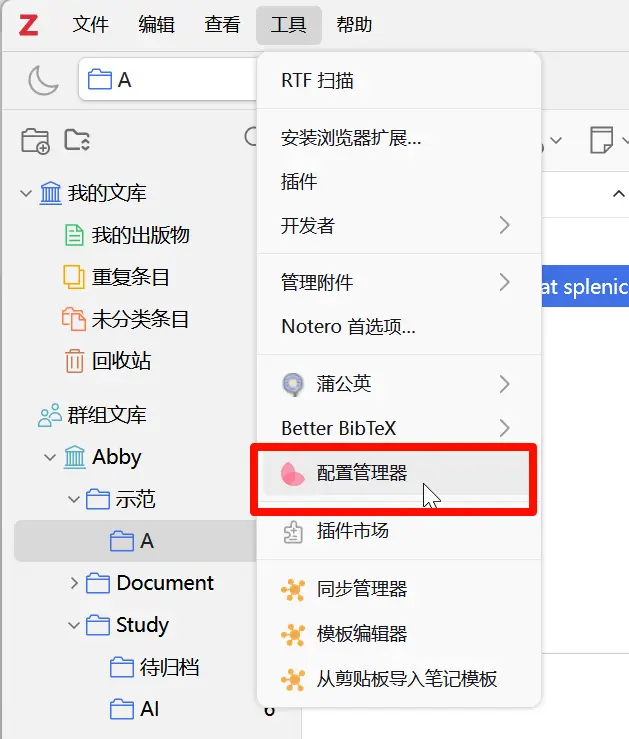 Z 文件 编辑 查看 工具 帮助
A
RTF 扫描
安装浏览器扩展...
插件
开发者
管理附件
Notero 首选项...
蒲公英
Better BibTeX
配置管理器
插件市场
同步管理器
模板编辑器
从剪贴板导入笔记模板
我的文库
我的出版物
重复条目
未分类条目
回收站
群组文库
Abby
示范
A
Document
Study
待归档
AI
at splenic